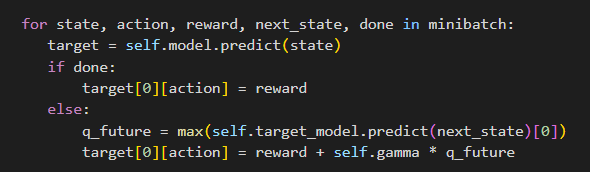 for state, action, reward, next_state, done in minibatch:
    target = self.model.predict(state)
    if done:
        target[0][action] = reward
    else:
        q_future = max(self.target_model.predict(next_state)[0])
        target[0][action] = reward + self.gamma * q_future